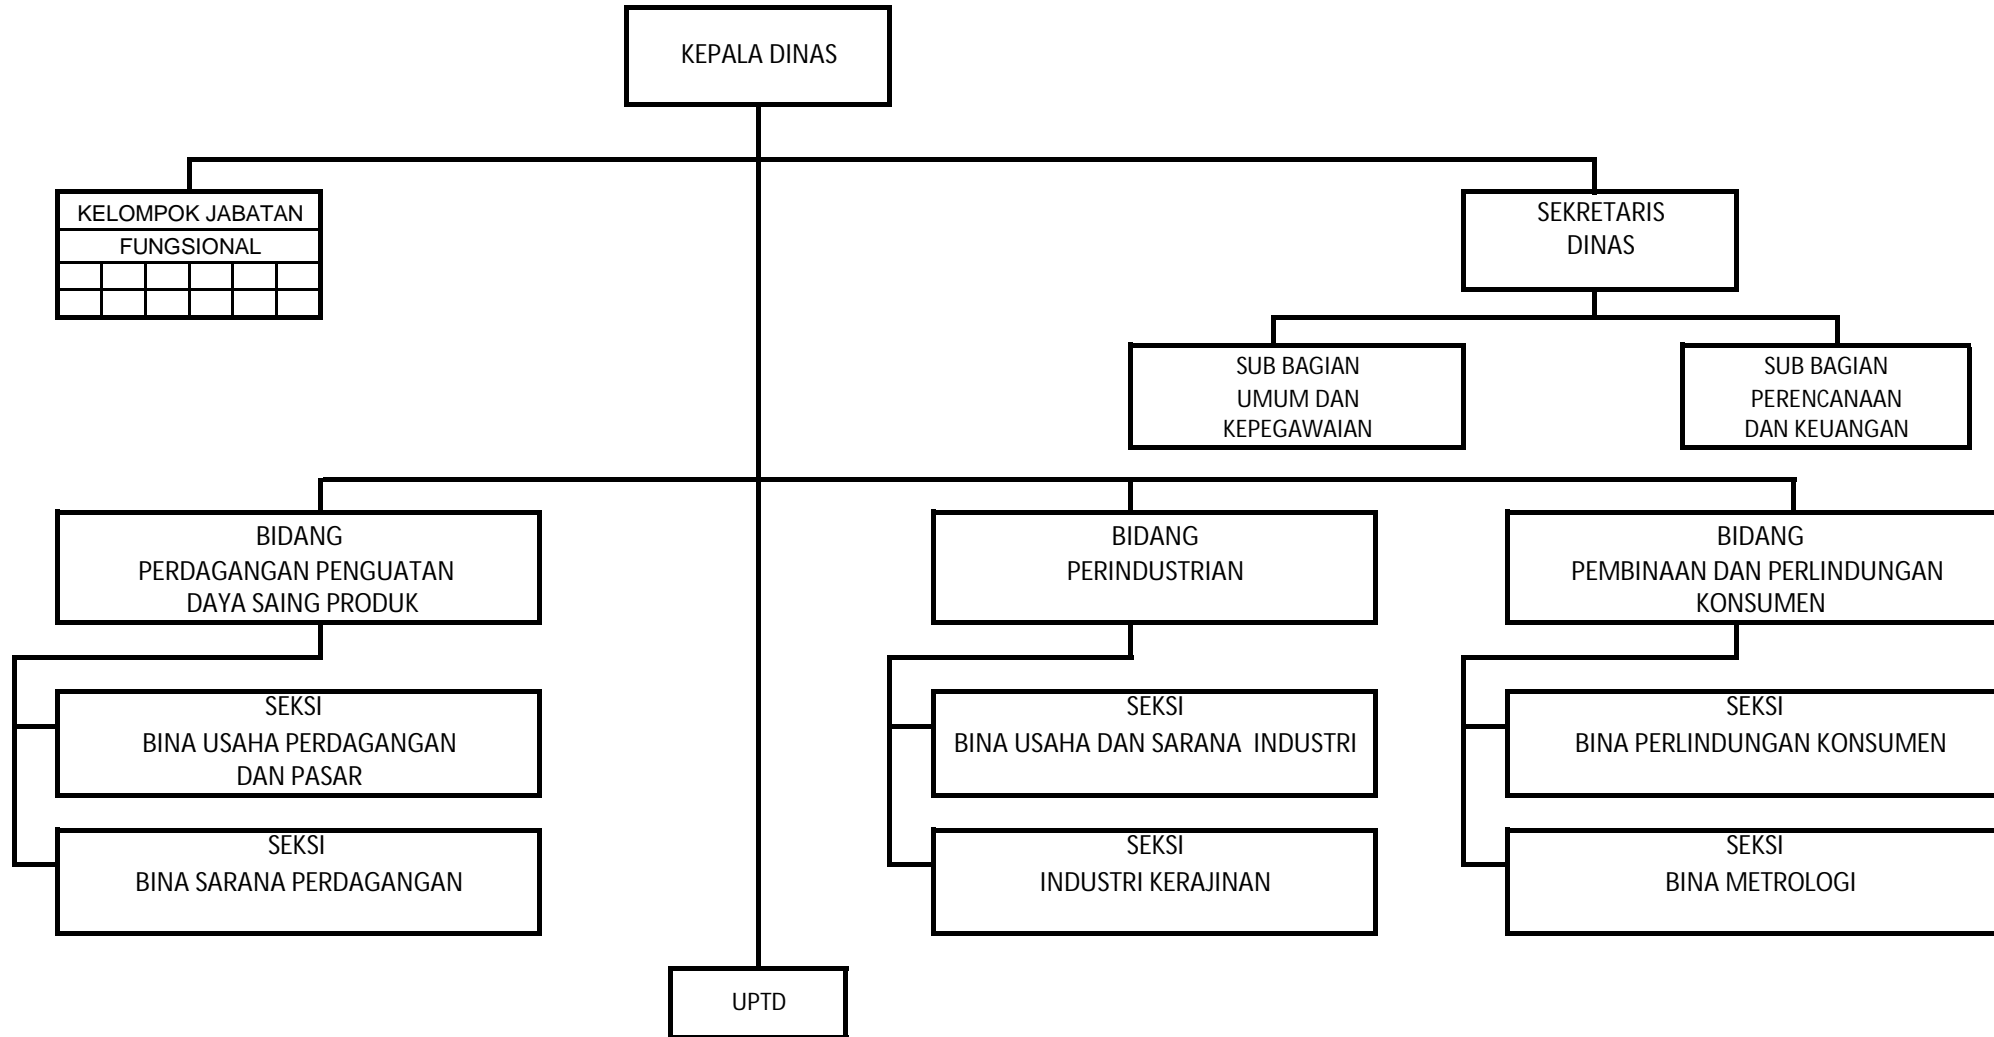 KEPALA DINAS
KELOMPOK JABATAN
FUNGSIONAL
SEKRETARIS
DINAS
SUB BAGIAN
UMUM DAN
KEPEGAWAIAN
SUB BAGIAN
PERENCANAAN
DAN KEUANGAN
BIDANG
PERDAGANGAN PENGUATAN
DAYA SAING PRODUK
BIDANG
PERINDUSTRIAN
BIDANG
PEMBINAAN DAN PERLINDUNGAN
KONSUMEN
SEKSI
BINA USAHA PERDAGANGAN
DAN PASAR
SEKSI
BINA USAHA DAN SARANA INDUSTRI
SEKSI
BINA PERLINDUNGAN KONSUMEN
SEKSI
BINA SARANA PERDAGANGAN
SEKSI
INDUSTRI KERAJINAN
SEKSI
BINA METROLOGI
UPTD